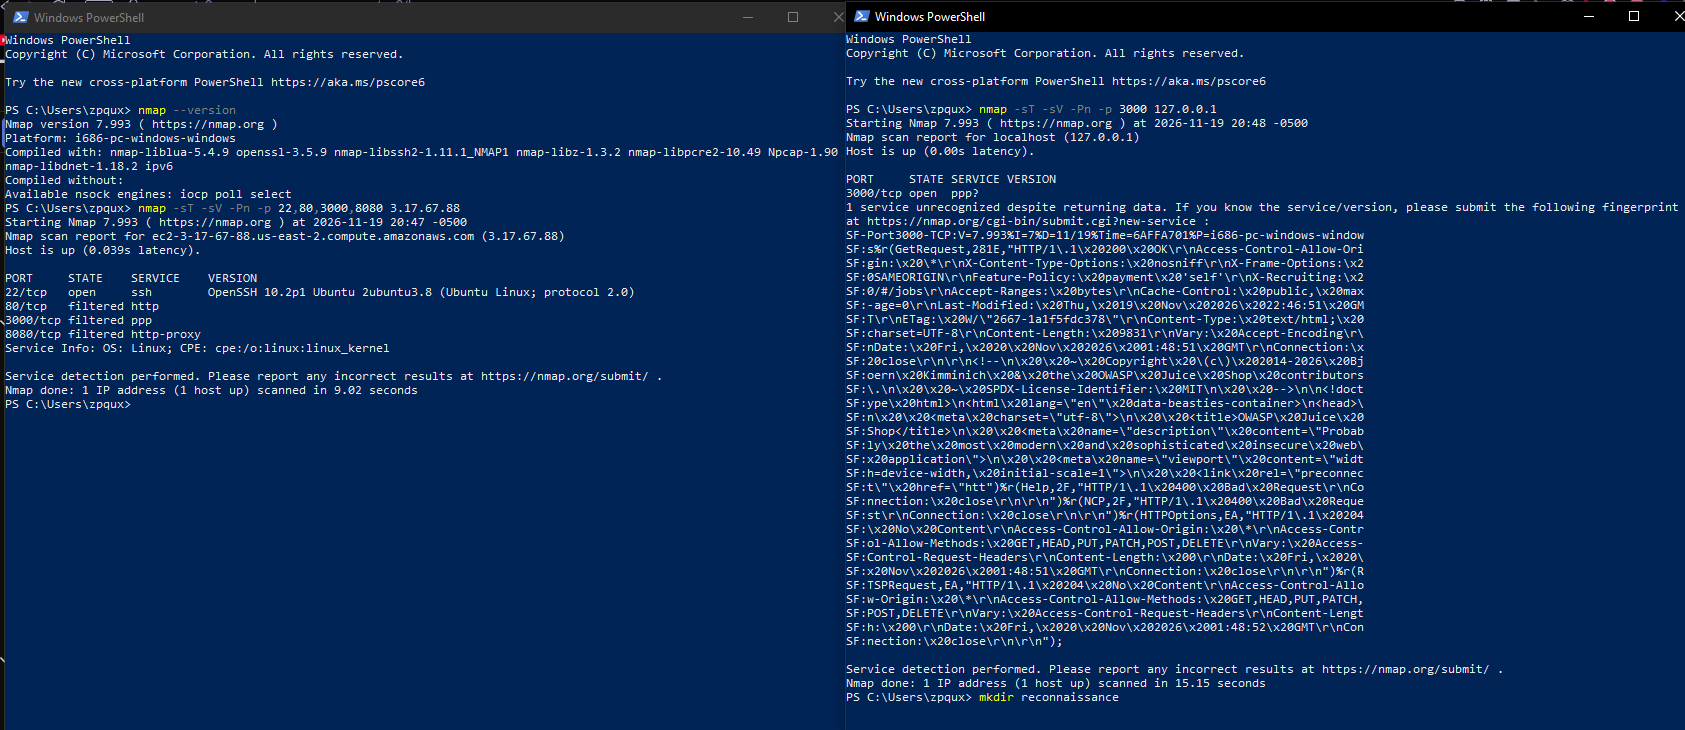 Windows PowerShell
Windows PowerShell
Copyright (C) Microsoft Corporation. All rights reserved.
Try the new cross-platform PowerShell https://aka.ms/pscore6
PS C:\Users\zpqux> nmap --version
Nmap version 7.993 ( https://nmap.org )
Platform: i686-pc-windows-windows
Compiled with: nmap-liblua-5.4.9 openssl-3.5.9 nmap-libssh2-1.11.1_NMAP1 nmap-libz-1.3.2 nmap-libpcre2-10.49 Npcap-1.90
nmap-libdnet-1.18.2 ipv6
Compiled without:
Available nsock engines: iocp poll select
PS C:\Users\zpqux> nmap -sT -sV -Pn -p 22,80,3000,8080 3.17.67.88
Starting Nmap 7.993 ( https://nmap.org ) at 2026-11-19 20:47 -0500
Nmap scan report for ec2-3-17-67-88.us-east-2.compute.amazonaws.com (3.17.67.88)
Host is up (0.039s latency).
PORT     STATE    SERVICE    VERSION
22/tcp   open     ssh        OpenSSH 10.2p1 Ubuntu 2ubuntu3.8 (Ubuntu Linux; protocol 2.0)
80/tcp   filtered http
3000/tcp filtered ppp
8080/tcp filtered http-proxy
Service Info: OS: Linux; CPE: cpe:/o:linux:linux_kernel
Service detection performed. Please report any incorrect results at https://nmap.org/submit/ .
Nmap done: 1 IP address (1 host up) scanned in 9.02 seconds
PS C:\Users\zpqux>
Windows PowerShell
Windows PowerShell
Copyright (C) Microsoft Corporation. All rights reserved.
Try the new cross-platform PowerShell https://aka.ms/pscore6
PS C:\Users\zpqux> nmap -sT -sV -Pn -p 3000 127.0.0.1
Starting Nmap 7.993 ( https://nmap.org ) at 2026-11-19 20:48 -0500
Nmap scan report for localhost (127.0.0.1)
Host is up (0.00s latency).
PORT     STATE SERVICE VERSION
3000/tcp open  ppp?
1 service unrecognized despite returning data. If you know the service/version, please submit the following fingerprint
at https://nmap.org/cgi-bin/submit.cgi?new-service :
SF-Port3000-TCP:V=7.993%I=7%D=11/19%Time=6AFFA701%P=i686-pc-windows-window
SF:s%r(GetRequest,281E,"HTTP/1\.1\x20200\x20OK\r\nAccess-Control-Allow-Ori
SF:gin:\x20\*\r\nX-Content-Type-Options:\x20nosniff\r\nX-Frame-Options:\x2
SF:0SAMEORIGIN\r\nFeature-Policy:\x20payment\x20'self'\r\nX-Recruiting:\x2
SF:0/#/jobs\r\nAccept-Ranges:\x20bytes\r\nCache-Control:\x20public,\x20max
SF:-age=0\r\nLast-Modified:\x20Thu,\x2019\x20Nov\x202026\x2022:46:51\x20GM
SF:T\r\nETag:\x20W/\"2667-1a1f5fdc378\"\r\nContent-Type:\x20text/html;\x20
SF:charset=UTF-8\r\nContent-Length:\x209831\r\nVary:\x20Accept-Encoding\r\
SF:nDate:\x20Fri,\x2020\x20Nov\x202026\x2001:48:51\x20GMT\r\nConnection:\x
SF:20close\r\n\r\n<!--\n\x20\x20~\x20Copyright\x20\(c\)\x202014-2026\x20Bj
SF:oern\x20Kimminich\x20&\x20the\x20OWASP\x20Juice\x20Shop\x20contributors
SF:\.\n\x20\x20~\x20SPDX-License-Identifier:\x20MIT\n\x20\x20-->\n\n<!doct
SF:ype\x20html>\n<html\x20lang=\"en\"\x20data-beasties-container>\n<head>\
SF:n\x20\x20<meta\x20charset=\"utf-8\">\n\x20\x20<title>OWASP\x20Juice\x20
SF:Shop</title>\n\x20\x20<meta\x20name=\"description\"\x20content=\"Probab
SF:ly\x20the\x20most\x20modern\x20and\x20sophisticated\x20insecure\x20web\
SF:x20application\">\n\x20\x20<meta\x20name=\"viewport\"\x20content=\"widt
SF:h=device-width,\x20initial-scale=1\">\n\x20\x20<link\x20rel=\"preconnec
SF:t\"\x20href=\"htt")%r(Help,2F,"HTTP/1\.1\x20400\x20Bad\x20Request\r\nCo
SF:nnection:\x20close\r\n\r\n")%r(NCP,2F,"HTTP/1\.1\x20400\x20Bad\x20Reque
SF:st\r\nConnection:\x20close\r\n\r\n")%r(HTTPOptions,EA,"HTTP/1\.1\x20204
SF:\x20No\x20Content\r\nAccess-Control-Allow-Origin:\x20\*\r\nAccess-Contr
SF:ol-Allow-Methods:\x20GET,HEAD,PUT,PATCH,POST,DELETE\r\nVary:\x20Access-
SF:Control-Request-Headers\r\nContent-Length:\x200\r\nDate:\x20Fri,\x2020\
SF:x20Nov\x202026\x2001:48:51\x20GMT\r\nConnection:\x20close\r\n\r\n")%r(R
SF:TSPRequest,EA,"HTTP/1\.1\x20204\x20No\x20Content\r\nAccess-Control-Allo
SF:w-Origin:\x20\*\r\nAccess-Control-Allow-Methods:\x20GET,HEAD,PUT,PATCH,
SF:POST,DELETE\r\nVary:\x20Access-Control-Request-Headers\r\nContent-Lengt
SF:h:\x200\r\nDate:\x20Fri,\x2020\x20Nov\x202026\x2001:48:52\x20GMT\r\nCon
SF:nection:\x20close\r\n\r\n");
Service detection performed. Please report any incorrect results at https://nmap.org/submit/ .
Nmap done: 1 IP address (1 host up) scanned in 15.15 seconds
PS C:\Users\zpqux> mkdir reconnaissance